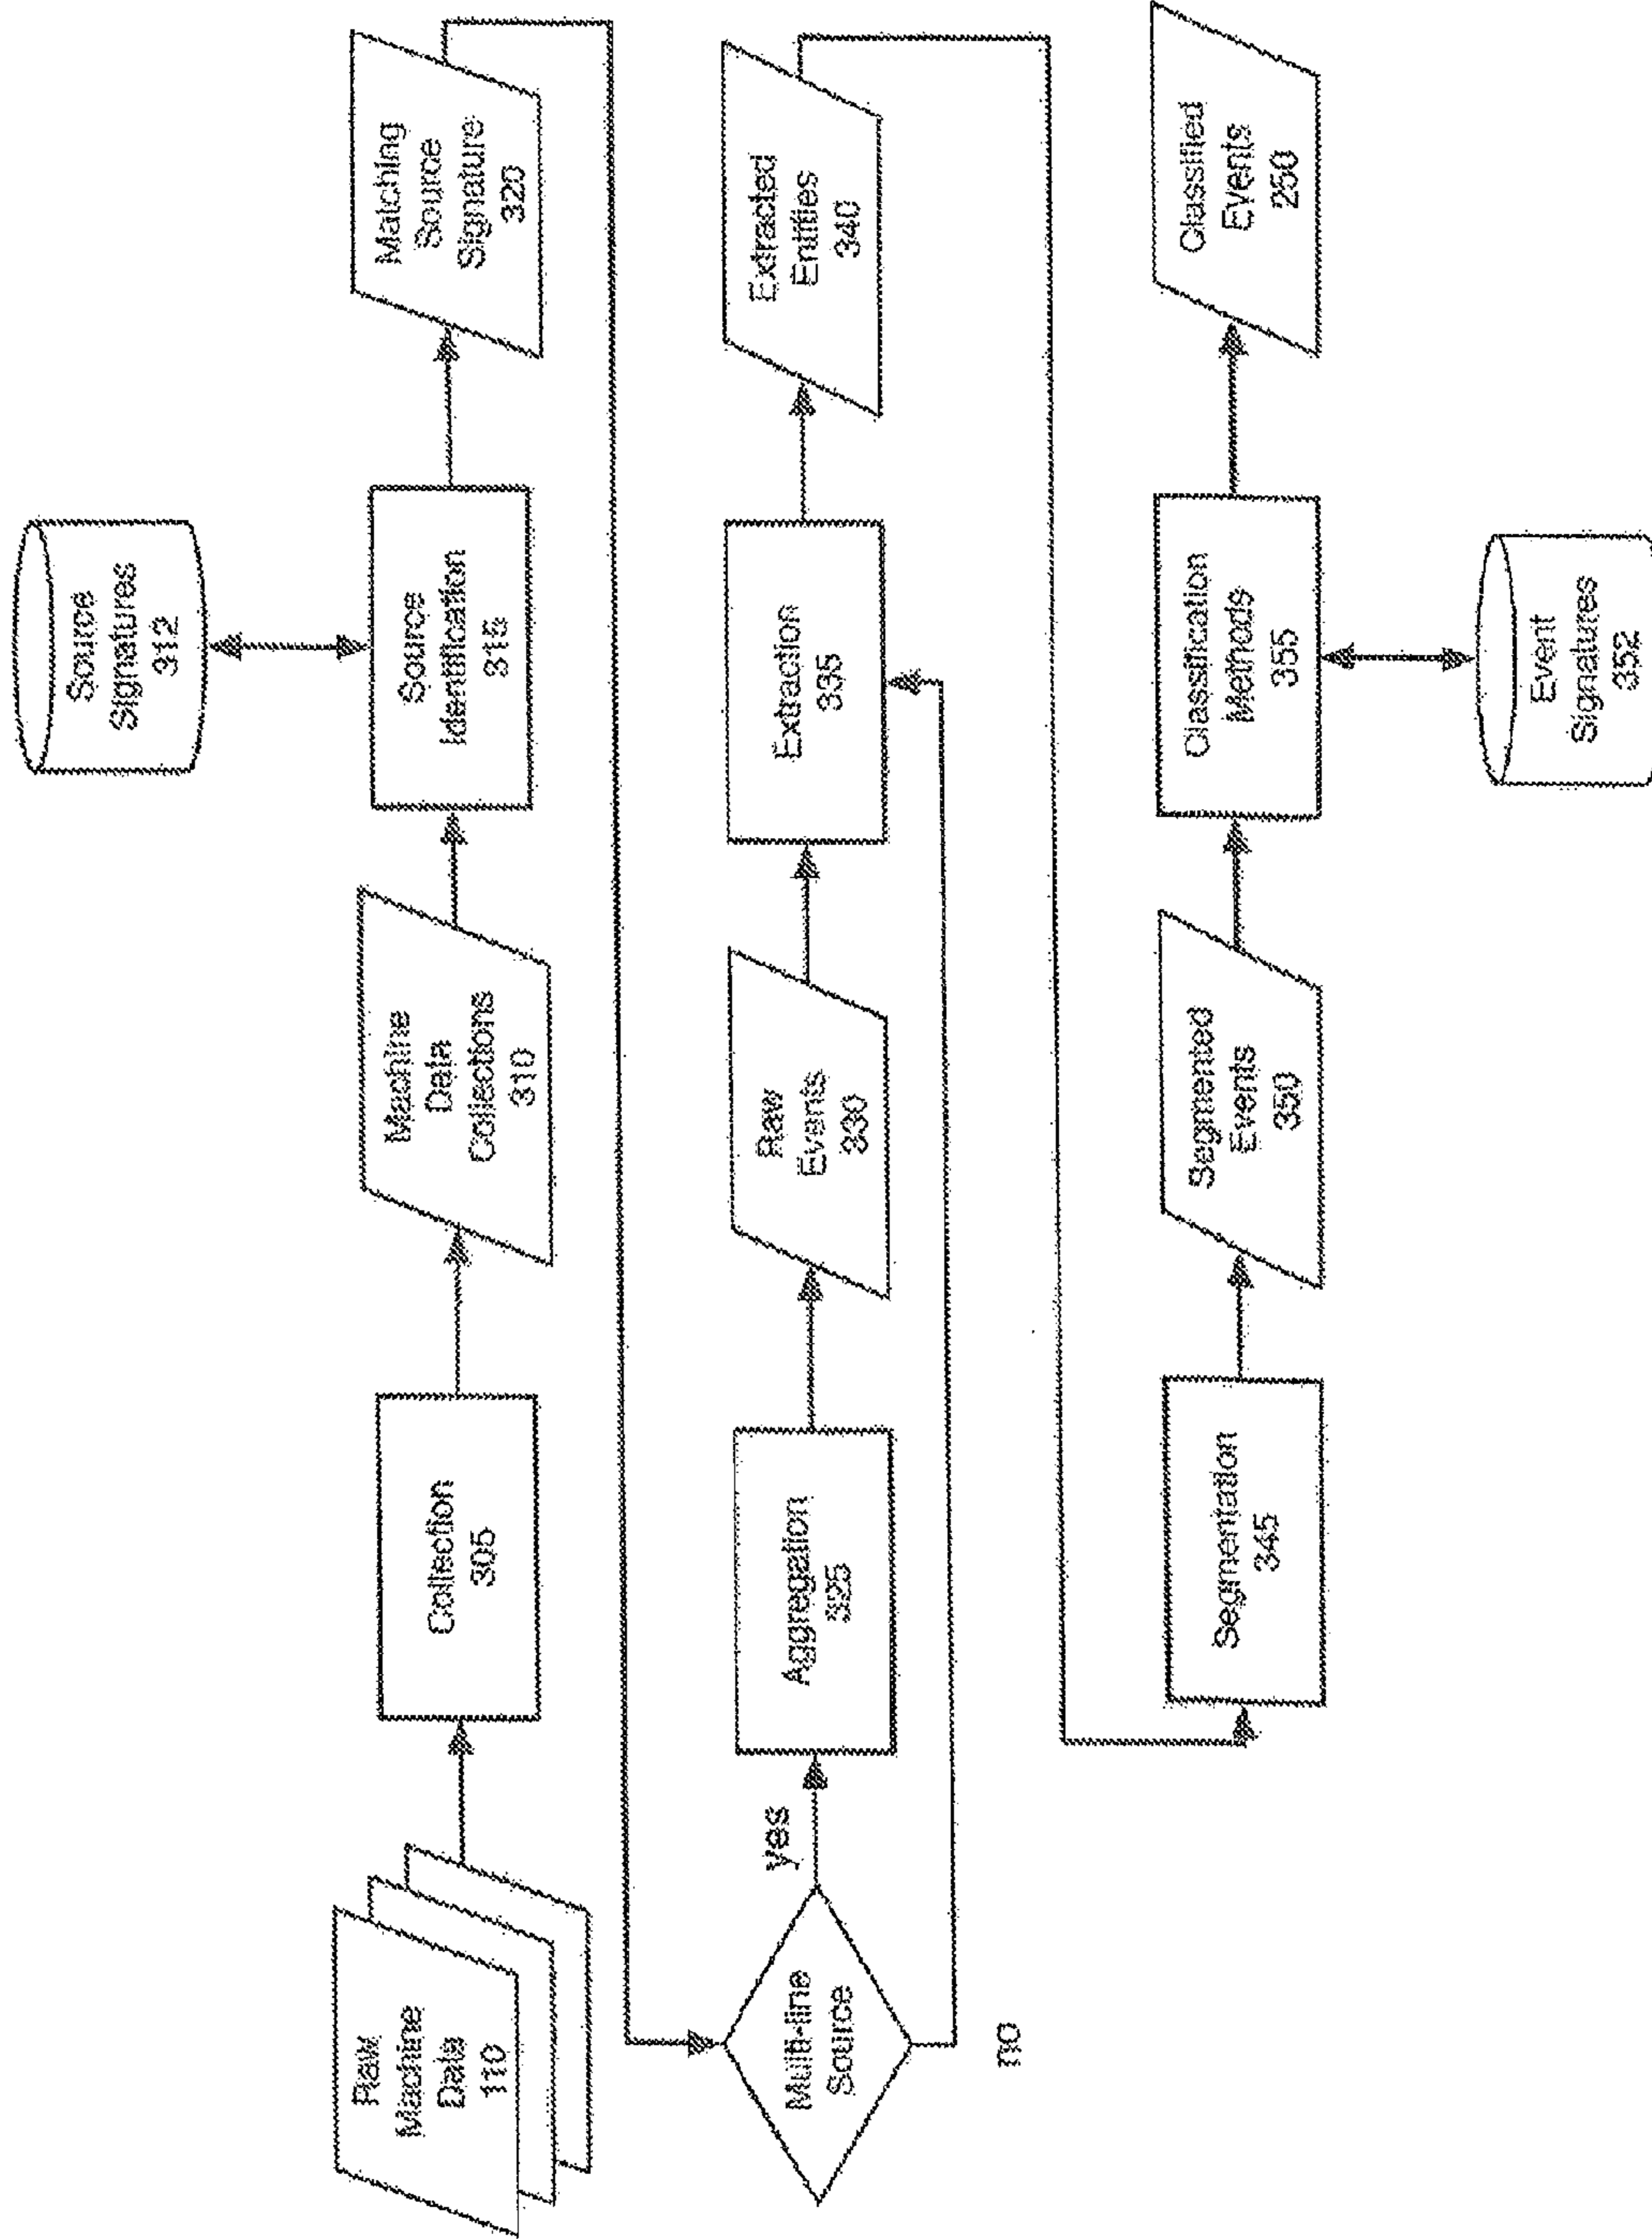 Source
Signatures
312
Raw
Machine
Data
110
Collection
305
Machine
Data
Collections
310
Source
Identification
315
Matching
Source
Signature
320
Multi-line
Source
yes
no
Aggregation
325
Raw
Events
330
Extraction
335
Extracted
Entities
340
Segmentation
345
Segmented
Events
350
Classification
Methods
355
Classified
Events
250
Event
Signatures
352